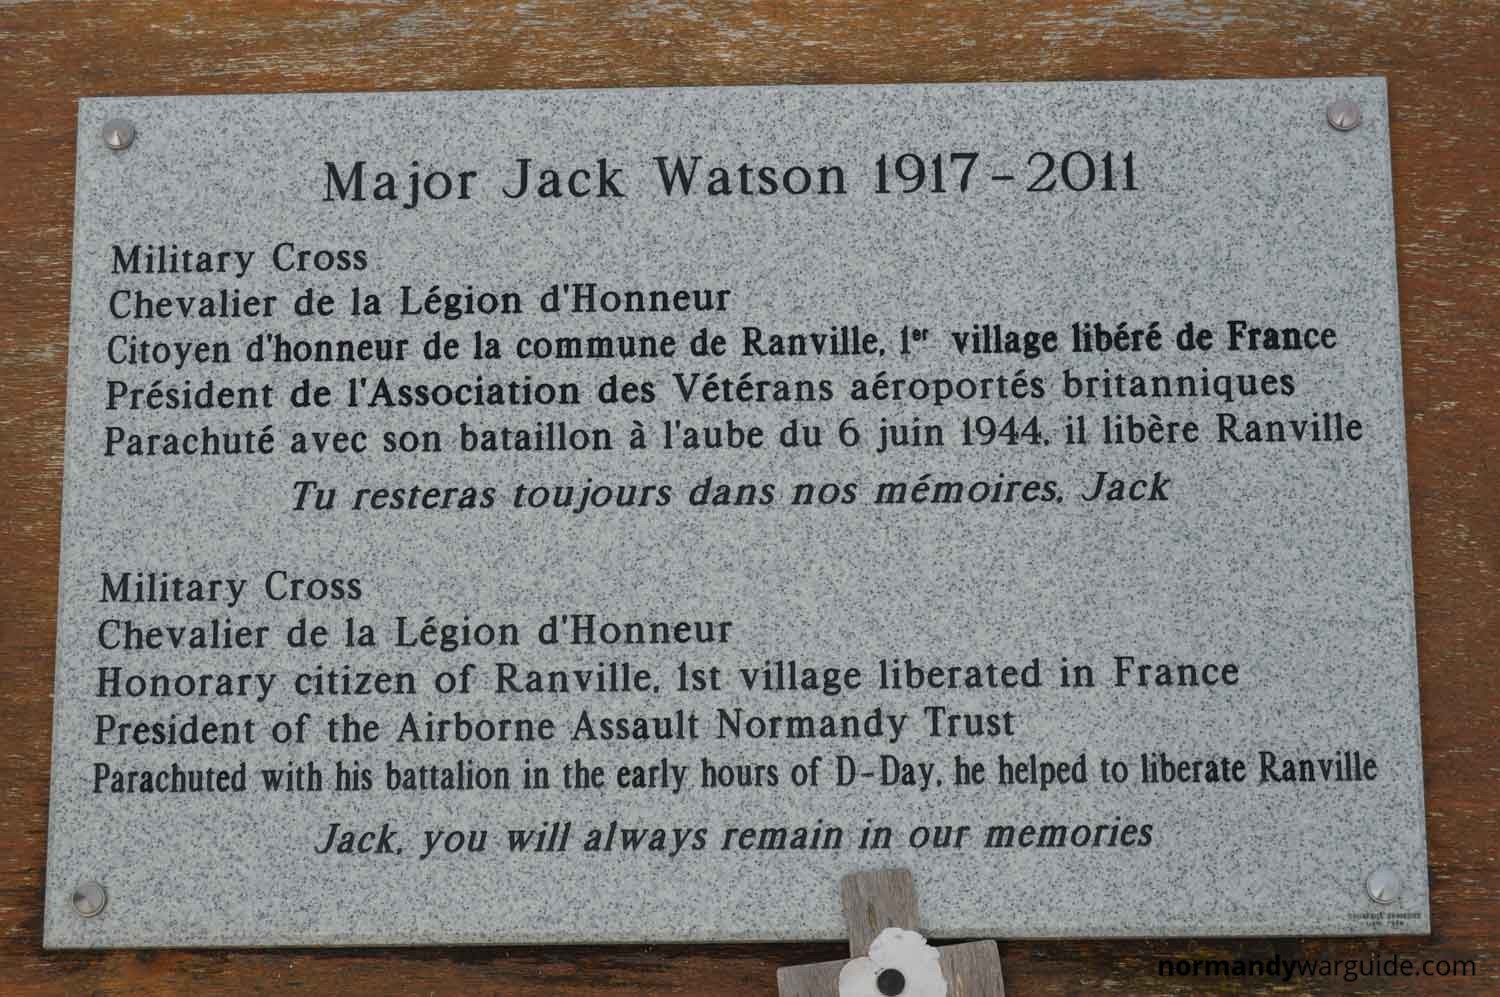 Major Jack Watson 1917-2011
Military Cross
Chevalier de la Légion d'Honneur
Citoyen d'honneur de la commune de Ranville, 1er village libéré de France
Président de l'Association des Vétérans aéroportés britanniques
Parachuté avec son bataillon à l'aube du 6 juin 1944, il libère Ranville
Tu resteras toujours dans nos mémoires, Jack
Military Cross
Chevalier de la Légion d'Honneur
Honorary citizen of Ranville, 1st village liberated in France
President of the Airborne Assault Normandy Trust
Parachuted with his battalion in the early hours of D-Day, he helped to liberate Ranville
Jack, you will always remain in our memories
normandywarguide.com